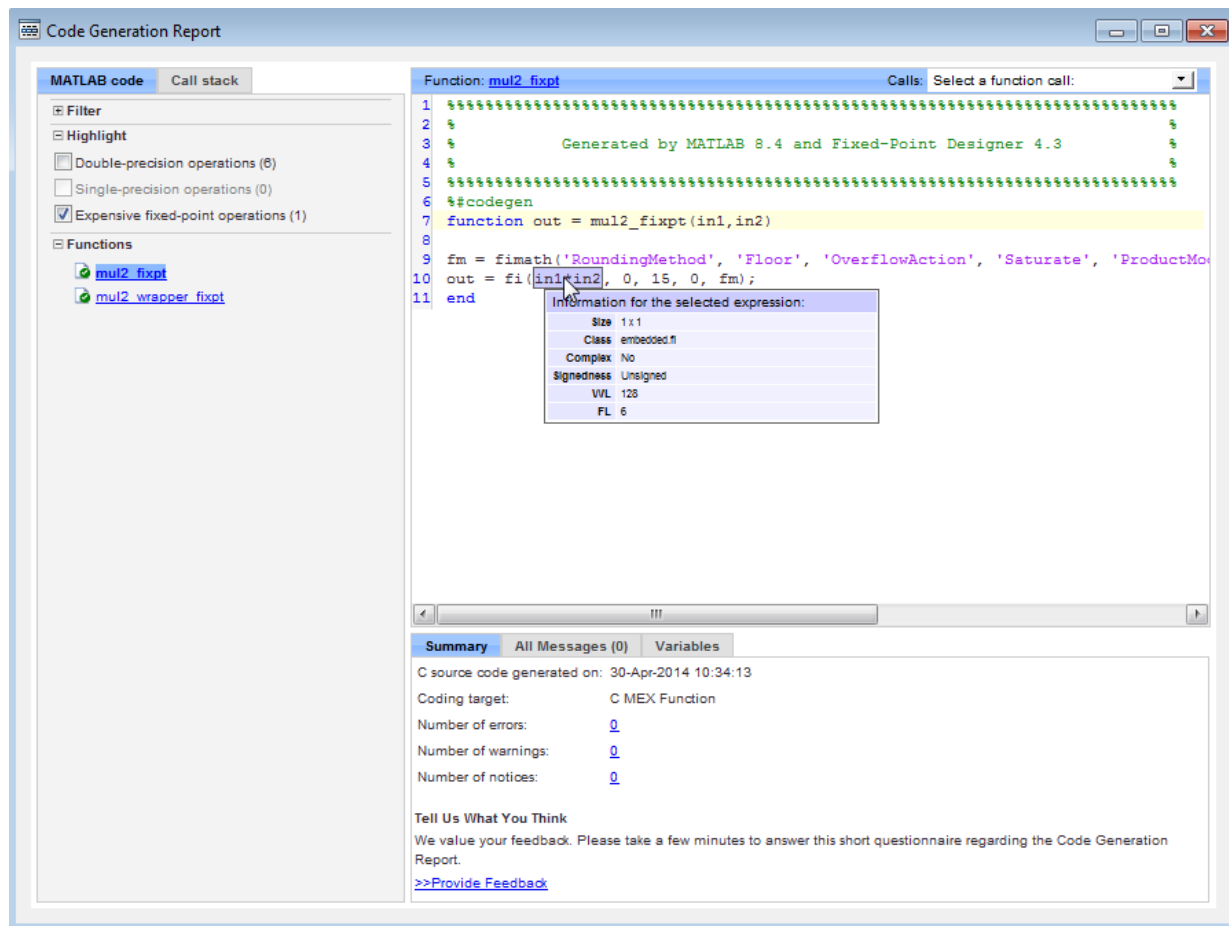 Code Generation Report
MATLAB code
Call stack
Filter
Highlight
Double-precision operations (6)
Single-precision operations (0)
Expensive fixed-point operations (1)
Functions
mul2_fixpt
mul2_wrapper_fixpt
Function: mul2_fixpt
Calls: Select a function call:
1 %%%%%%%%%%%%%%%%%%%%%%%%%%%%%%%%%%%%%%%%%%%%%%%%%%%%%%%%%%%%%%%%%%%%%%%%%%%%
2 % %
3 % Generated by MATLAB 8.4 and Fixed-Point Designer 4.3 %
4 % %
5 %%%%%%%%%%%%%%%%%%%%%%%%%%%%%%%%%%%%%%%%%%%%%%%%%%%%%%%%%%%%%%%%%%%%%%%%%%%%
6 %#codegen
7 function out = mul2_fixpt(in1,in2)
8
9 fm = fimath('RoundingMethod', 'Floor', 'OverflowAction', 'Saturate', 'ProductMo
10 out = fi(in1*in2, 0, 15, 0, fm);
11 end
Information for the selected expression:
Size 1 x 1
Class embedded.fi
Complex No
Signedness Unsigned
WL 128
FL 6
Summary
All Messages (0)
Variables
C source code generated on: 30-Apr-2014 10:34:13
Coding target: C MEX Function
Number of errors: 0
Number of warnings: 0
Number of notices: 0
Tell Us What You Think
We value your feedback. Please take a few minutes to answer this short questionnaire regarding the Code Generation
Report.
>>Provide Feedback